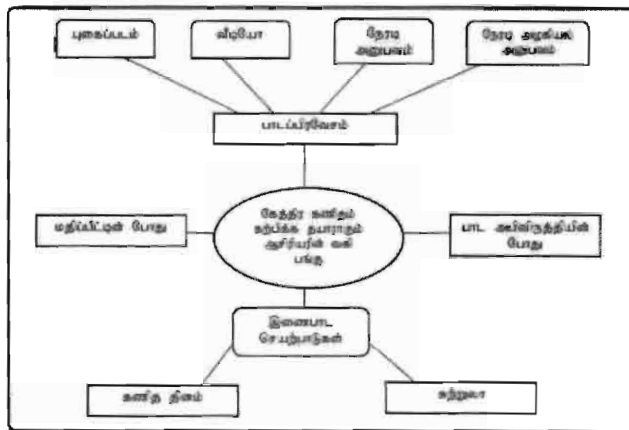 புகைப்படம்
வீடியோ
நேரடி
அனுபவம்
நேரடி அழகியல்
அனுபவம்
பாடப்பிரவேசம்
கேத்திர கணிதம்
கற்பிக்க தயாராகும்
ஆசிரியரின் வகி
பங்கு
மதிப்பீட்டின் போது
பாட அபிவிருத்தியின்
போது
இணைபாட
செயற்பாடுகள்
கணித தினம்
சுற்றுலா